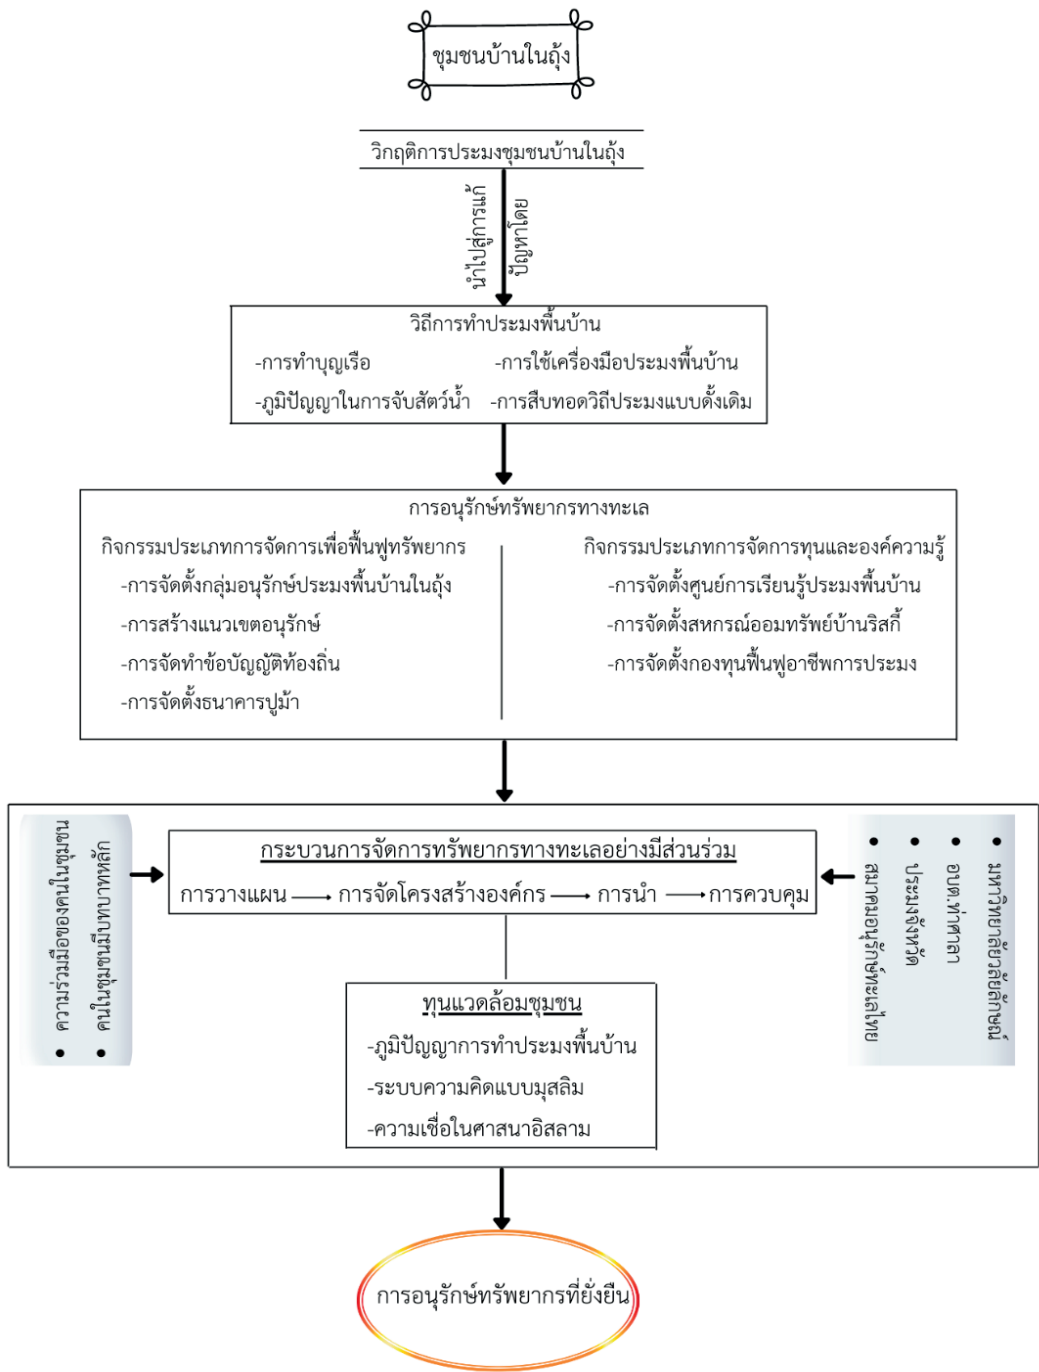 ชุมชนบ้านในถุ้ง
วิกฤติการประมงชุมชนบ้านในถุ้ง
นำไปสู่การแก้
ปัญหาโดย
วิถีการทำประมงพื้นบ้าน
-การทำบุญเรือ
-การใช้เครื่องมือประมงพื้นบ้าน
-ภูมิปัญญาในการจับสัตว์น้ำ
-การสืบทอดวิถีประมงแบบดั้งเดิม
การอนุรักษ์ทรัพยากรทางทะเล
กิจกรรมประเภทการจัดการเพื่อฟื้นฟูทรัพยากร
-การจัดตั้งกลุ่มอนุรักษ์ประมงพื้นบ้านในถุ้ง
-การสร้างแนวเขตอนุรักษ์
-การจัดทำข้อบัญญัติท้องถิ่น
-การจัดตั้งธนาคารปูม้า
กิจกรรมประเภทการจัดการทุนและองค์ความรู้
-การจัดตั้งศูนย์การเรียนรู้ประมงพื้นบ้าน
-การจัดตั้งสหกรณ์ออมทรัพย์บ้านริสกี้
-การจัดตั้งกองทุนฟื้นฟูอาชีพการประมง
• ความร่วมมือของคนในชุมชน
• คนในชุมชนมีบทบาทหลัก
กระบวนการจัดการทรัพยากรทางทะเลอย่างมีส่วนร่วม
การวางแผน → การจัดโครงสร้างองค์กร → การนำ → การควบคุม
• มหาวิทยาลัยวลัยลักษณ์
• อบต.ท่าศาลา
• ประมงจังหวัด
• สมาคมอนุรักษ์ทะเลไทย
ทุนแวดล้อมชุมชน
-ภูมิปัญญาการทำประมงพื้นบ้าน
-ระบบความคิดแบบมุสลิม
-ความเชื่อในศาสนาอิสลาม
การอนุรักษ์ทรัพยากรที่ยั่งยืน